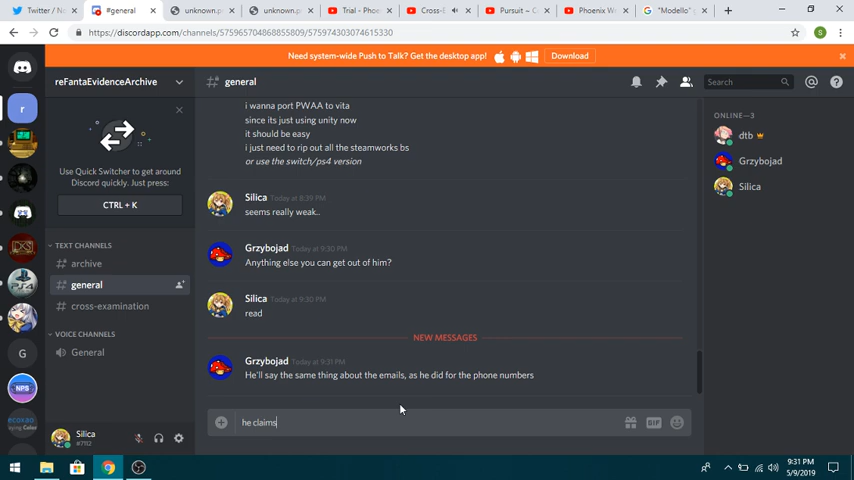 Twitter / No
#general
unknown.p
unknown.p
Trial - Phoe
Cross-E
Pursuit ~ C
Phoenix W
"Modello" p
https://discordapp.com/channels/575965704868855809/575974304707615330
Need system-wide Push to Talk? Get the desktop app!
Download
reFantaEvidenceArchive
general
Search
Use Quick Switcher to get around
Discord quickly. Just press:
CTRL + K
TEXT CHANNELS
archive
general
cross-examination
VOICE CHANNELS
General
Silica
#7112
i wanna port PWAA to vita
since its just using unity now
it should be easy
i just need to rip out all the steamworks bs
or use the switch/ps4 version
Silica Today at 8:39 PM
seems really weak..
Grzybojad Today at 9:30 PM
Anything else you can get out of him?
Silica Today at 9:30 PM
read
NEW MESSAGES
Grzybojad Today at 9:31 PM
He'll say the same thing about the emails, as he did for the phone numbers
he claims
GIF
ONLINE—3
dtb
Grzybojad
Silica
r
G
NPS
PS4
9:31 PM
5/9/2019